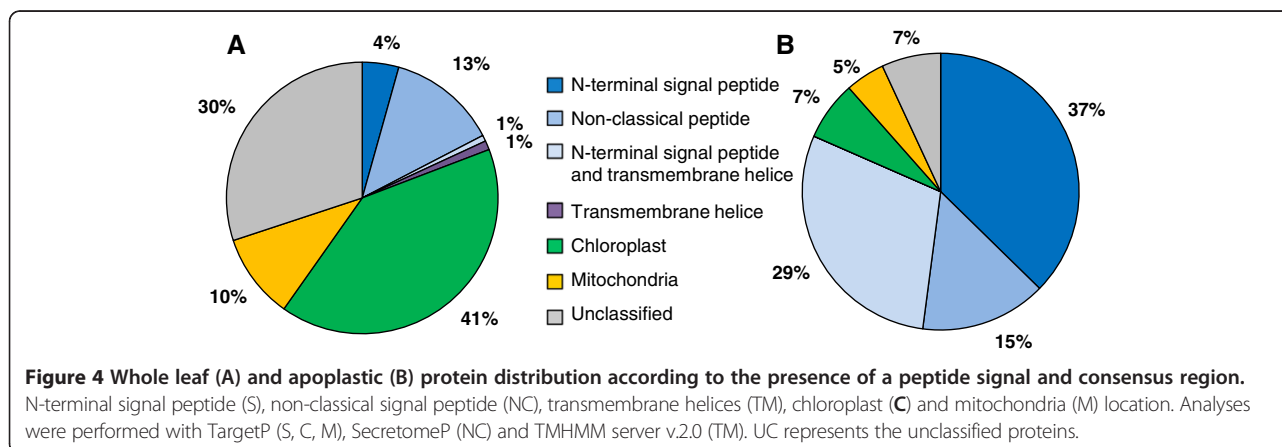 A
4%
13%
1%
1%
41%
10%
30%
N-terminal signal peptide
Non-classical peptide
N-terminal signal peptide
and transmembrane helice
Transmembrane helice
Chloroplast
Mitochondria
Unclassified
B
7%
5%
7%
37%
29%
15%
Figure 4 Whole leaf (A) and apoplastic (B) protein distribution according to the presence of a peptide signal and consensus region.
N-terminal signal peptide (S), non-classical signal peptide (NC), transmembrane helices (TM), chloroplast (C) and mitochondria (M) location. Analyses
were performed with TargetP (S, C, M), SecretomeP (NC) and TMHMM server v.2.0 (TM). UC represents the unclassified proteins.